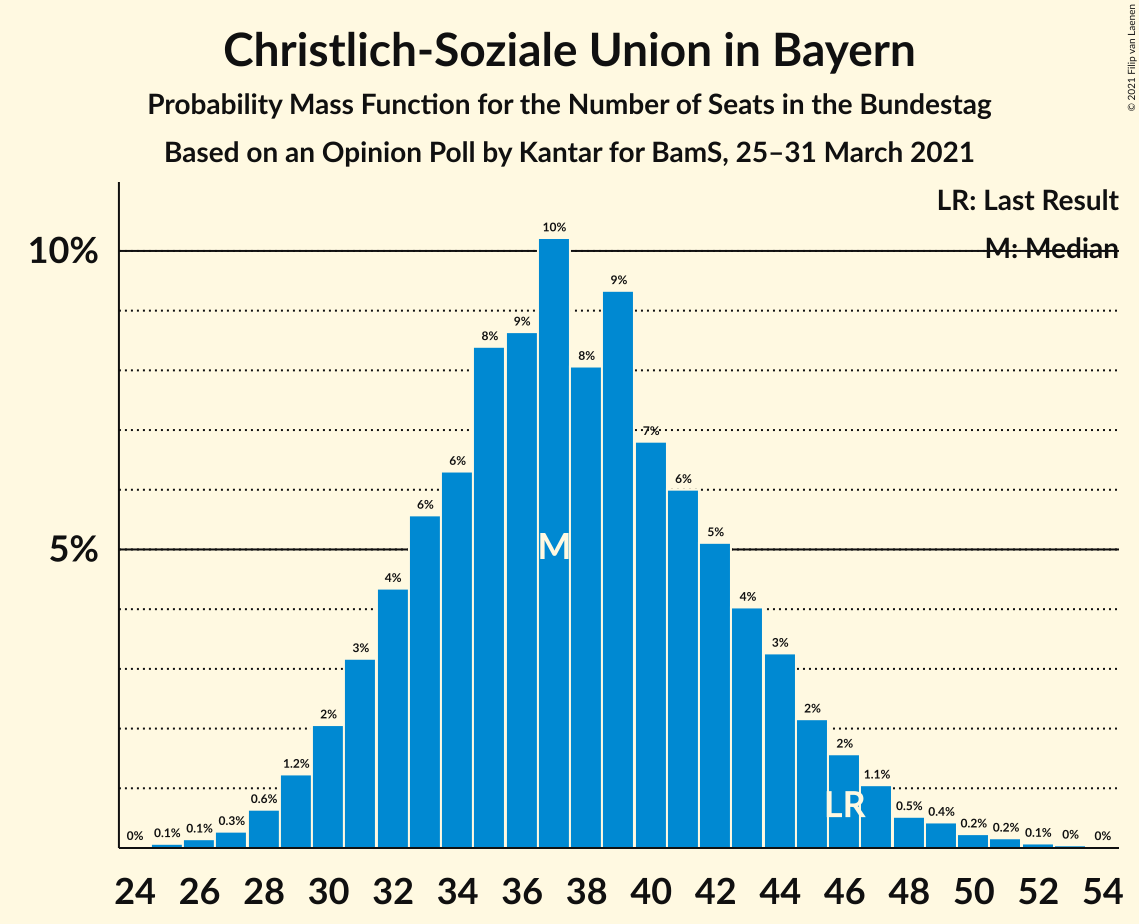 Christlich-Soziale Union in Bayern
Probability Mass Function for the Number of Seats in the Bundestag
Based on an Opinion Poll by Kantar for BamS, 25–31 March 2021
© 2021 Filip van Laenen
LR: Last Result
M: Median
10%
5%
0% 0.1% 0.1% 0.3% 0.6% 1.2% 2% 3% 4% 6% 6% 8% 9% 10% 8% 9% 7% 6% 5% 4% 3% 2% 2% 1.1% 0.5% 0.4% 0.2% 0.2% 0.1% 0% 0%
M
LR
24 26 28 30 32 34 36 38 40 42 44 46 48 50 52 54